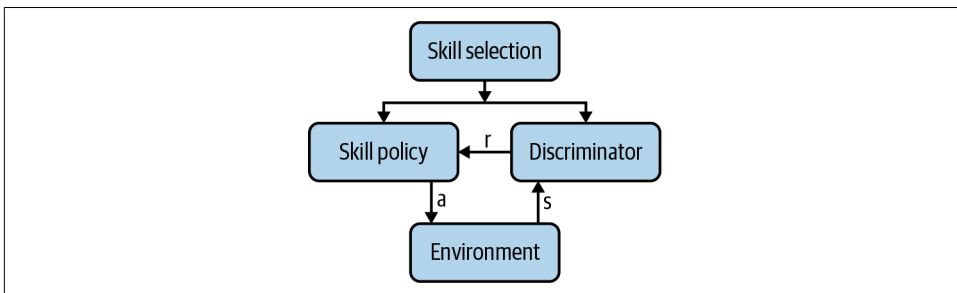 Skill selection
Skill policy
r
Discriminator
a
s
Environment